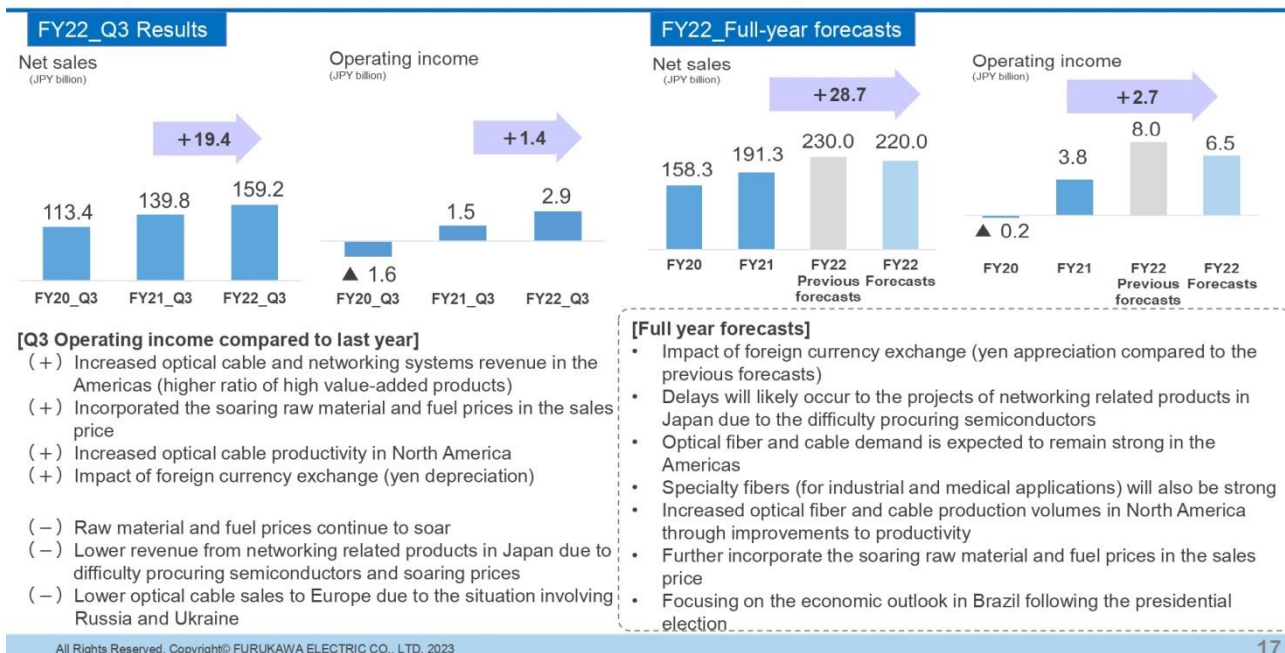 FY22_Q3 Results
Net sales
(JPY billion)
+19.4
113.4
139.8
159.2
FY20_Q3
FY21_Q3
FY22_Q3
Operating income
(JPY billion)
+1.4
▲ 1.6
1.5
2.9
FY20_Q3
FY21_Q3
FY22_Q3
[Q3 Operating income compared to last year]
(+) Increased optical cable and networking systems revenue in the
Americas (higher ratio of high value-added products)
(+) Incorporated the soaring raw material and fuel prices in the sales
price
(+) Increased optical cable productivity in North America
(+) Impact of foreign currency exchange (yen depreciation)
(−) Raw material and fuel prices continue to soar
(−) Lower revenue from networking related products in Japan due to
difficulty procuring semiconductors and soaring prices
(−) Lower optical cable sales to Europe due to the situation involving
Russia and Ukraine
FY22_Full-year forecasts
Net sales
(JPY billion)
+28.7
158.3
191.3
230.0
220.0
FY20
FY21
FY22
Previous
forecasts
FY22
Forecasts
Operating income
(JPY billion)
+2.7
▲ 0.2
3.8
8.0
6.5
FY20
FY21
FY22
Previous
forecasts
FY22
Forecasts
[Full year forecasts]
• Impact of foreign currency exchange (yen appreciation compared to the
previous forecasts)
• Delays will likely occur to the projects of networking related products in
Japan due to the difficulty procuring semiconductors
• Optical fiber and cable demand is expected to remain strong in the
Americas
• Specialty fibers (for industrial and medical applications) will also be strong
• Increased optical fiber and cable production volumes in North America
through improvements to productivity
• Further incorporate the soaring raw material and fuel prices in the sales
price
• Focusing on the economic outlook in Brazil following the presidential
election
All Rights Reserved, Copyright© FURUKAWA ELECTRIC CO., LTD. 2023
17